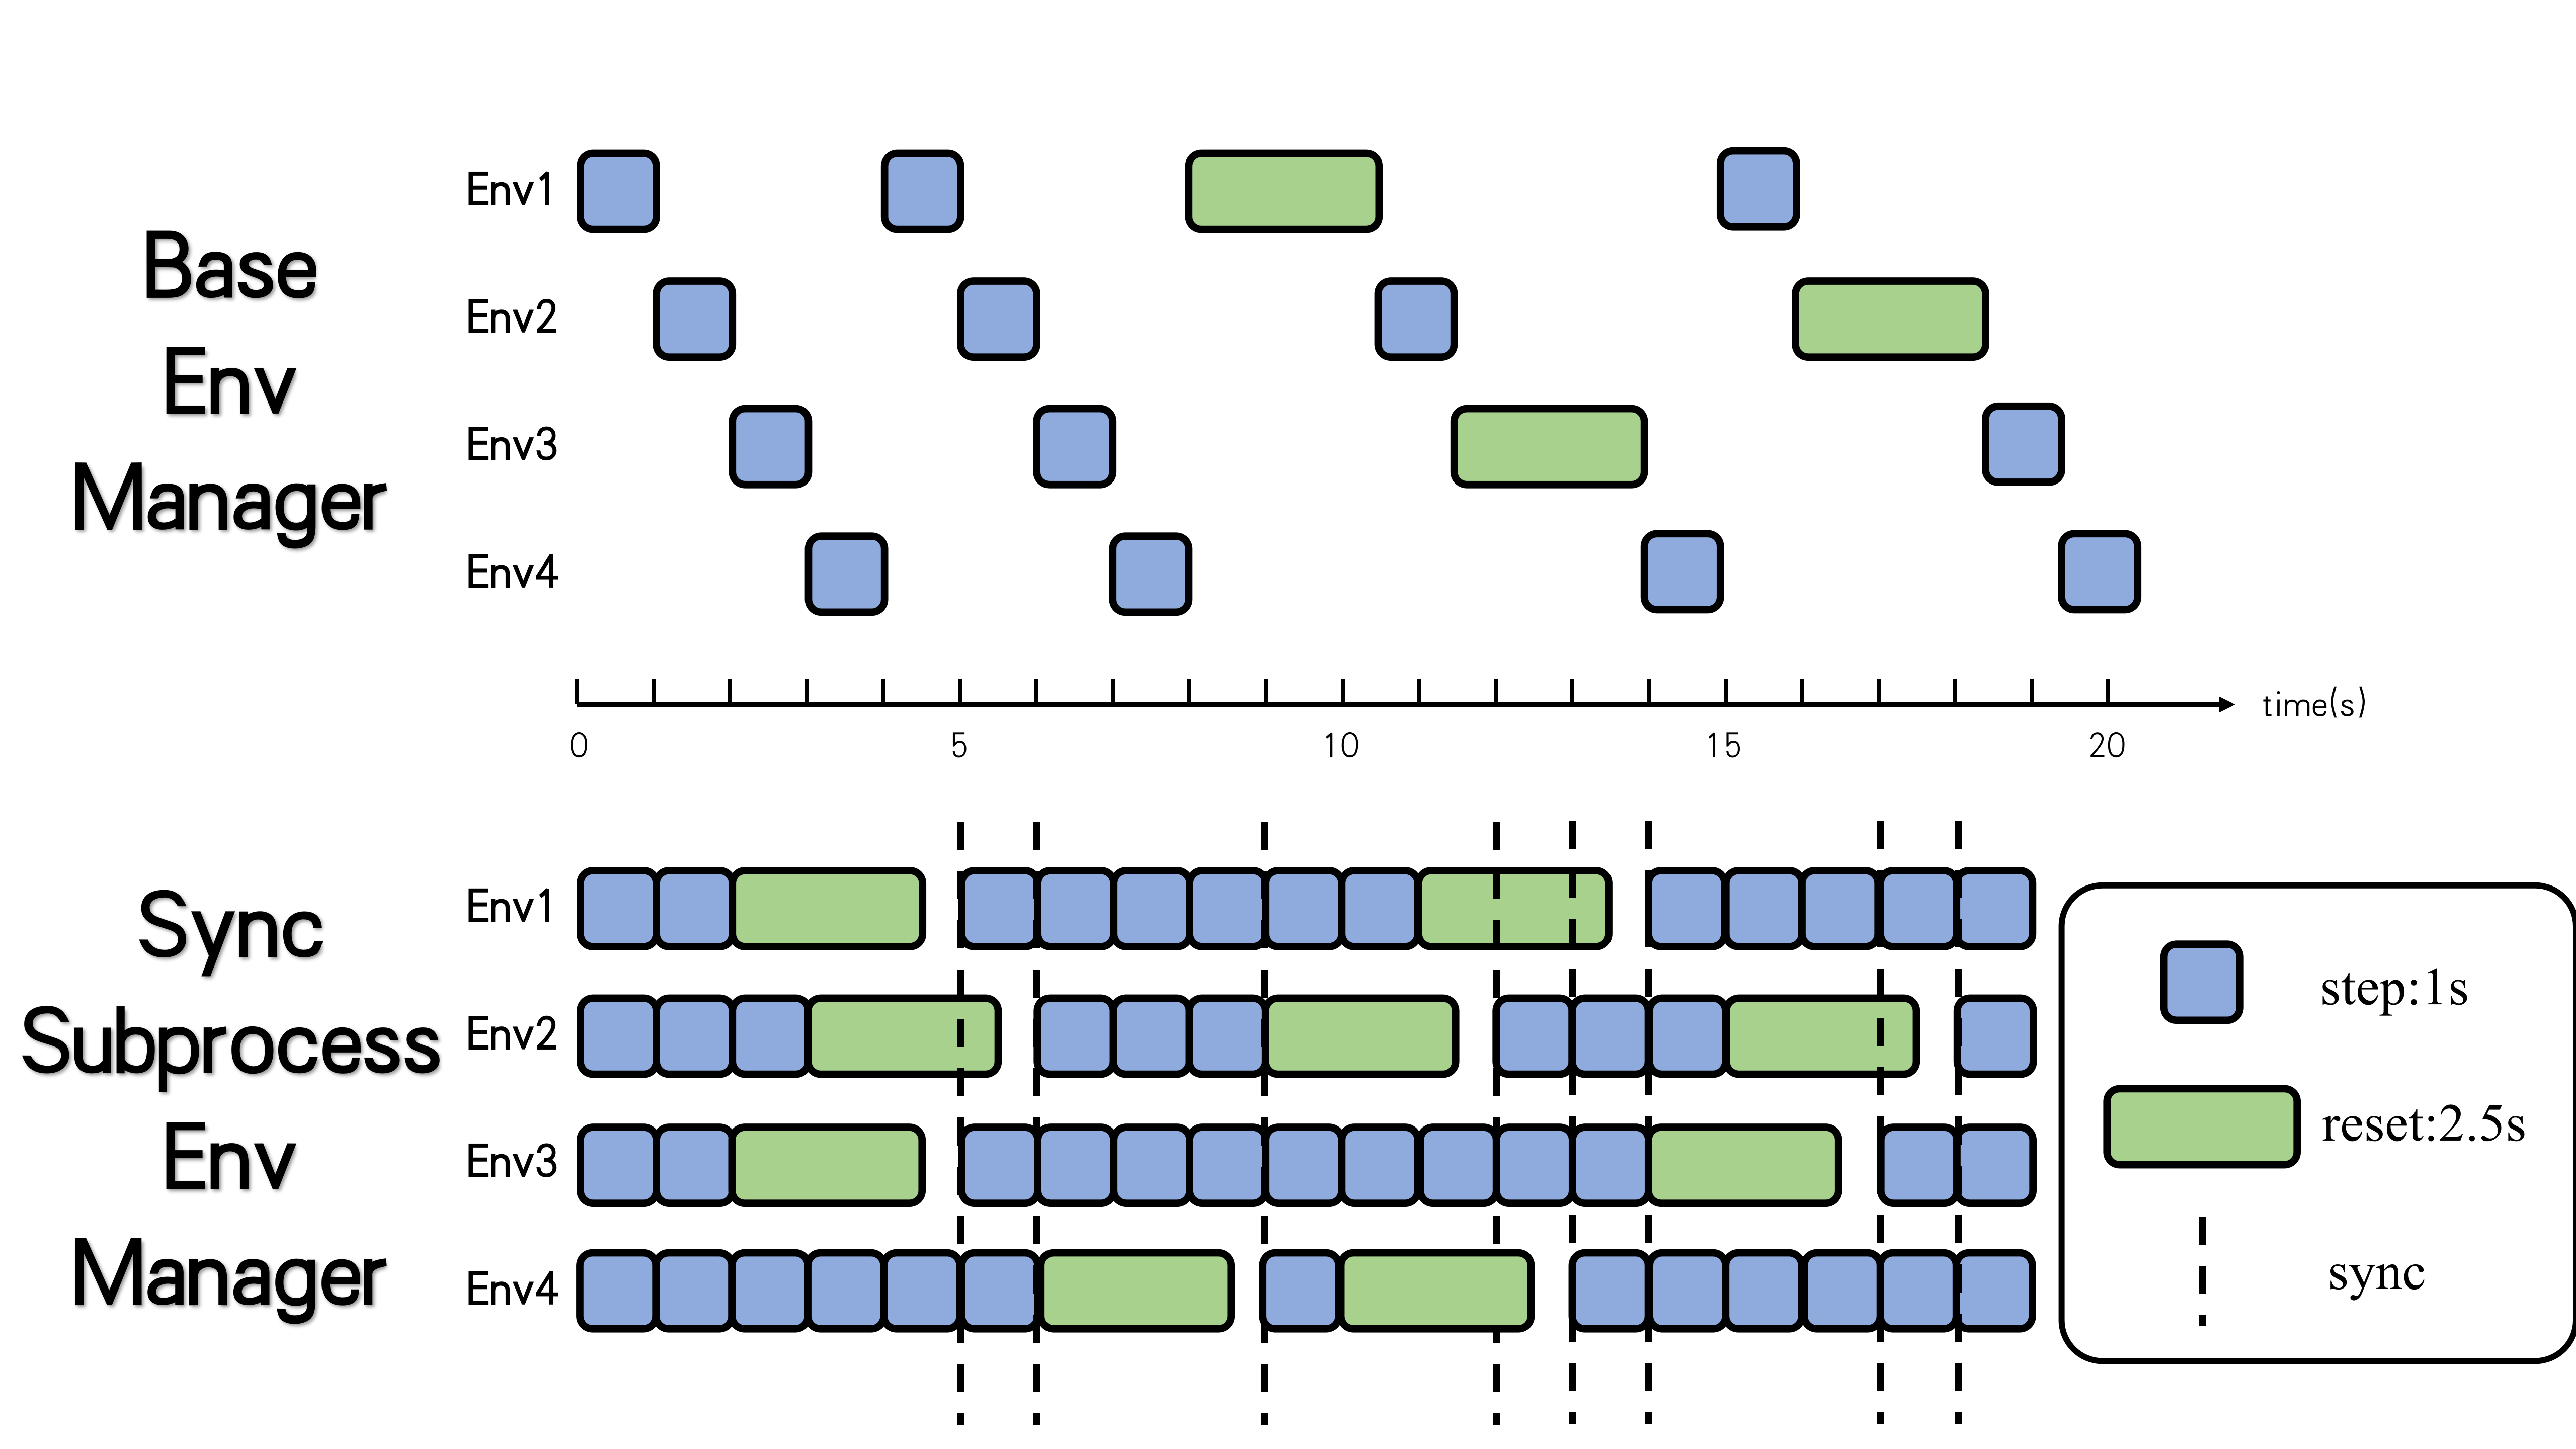 Base
Env
Manager
Env1
Env2
Env3
Env4
time(s)
0 5 10 15 20
Sync
Subprocess
Env
Manager
Env1
Env2
Env3
Env4
step:1s
reset:2.5s
sync